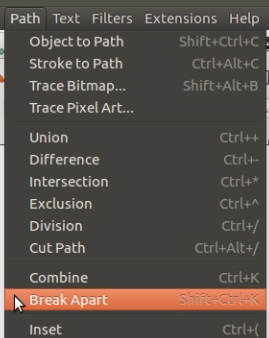 Path Text Filters Extensions Help
Object to Path Shift+Ctrl+C
Stroke to Path Ctrl+Alt+C
Trace Bitmap... Shift+Alt+B
Trace Pixel Art...
Union Ctrl++
Difference Ctrl+-
Intersection Ctrl+*
Exclusion Ctrl+^
Division Ctrl+/
Cut Path Ctrl+Alt+/
Combine Ctrl+K
Break Apart Shift+Ctrl+K
Inset Ctrl+(